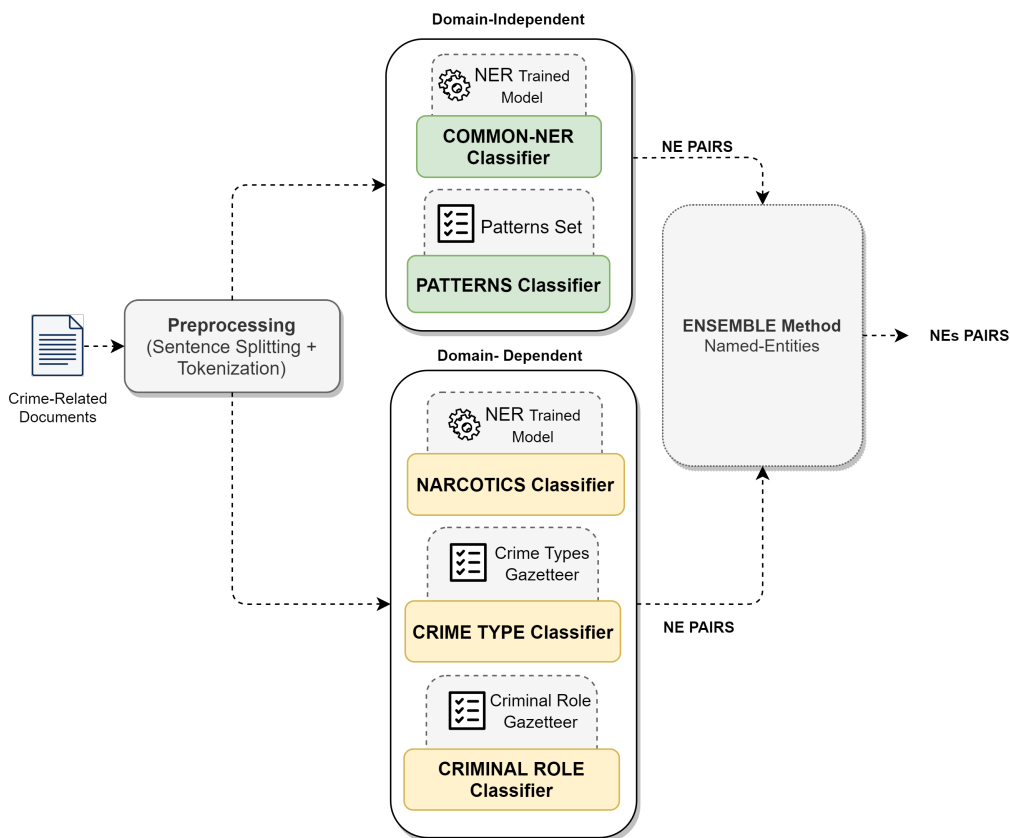 Domain-Independent
NER Trained
Model
COMMON-NER
Classifier
Patterns Set
PATTERNS Classifier
NE PAIRS
Crime-Related
Documents
Preprocessing
(Sentence Splitting +
Tokenization)
ENSEMBLE Method
Named-Entities
NEs PAIRS
Domain- Dependent
NER Trained
Model
NARCOTICS Classifier
Crime Types
Gazetteer
CRIME TYPE Classifier
NE PAIRS
Criminal Role
Gazetteer
CRIMINAL ROLE
Classifier